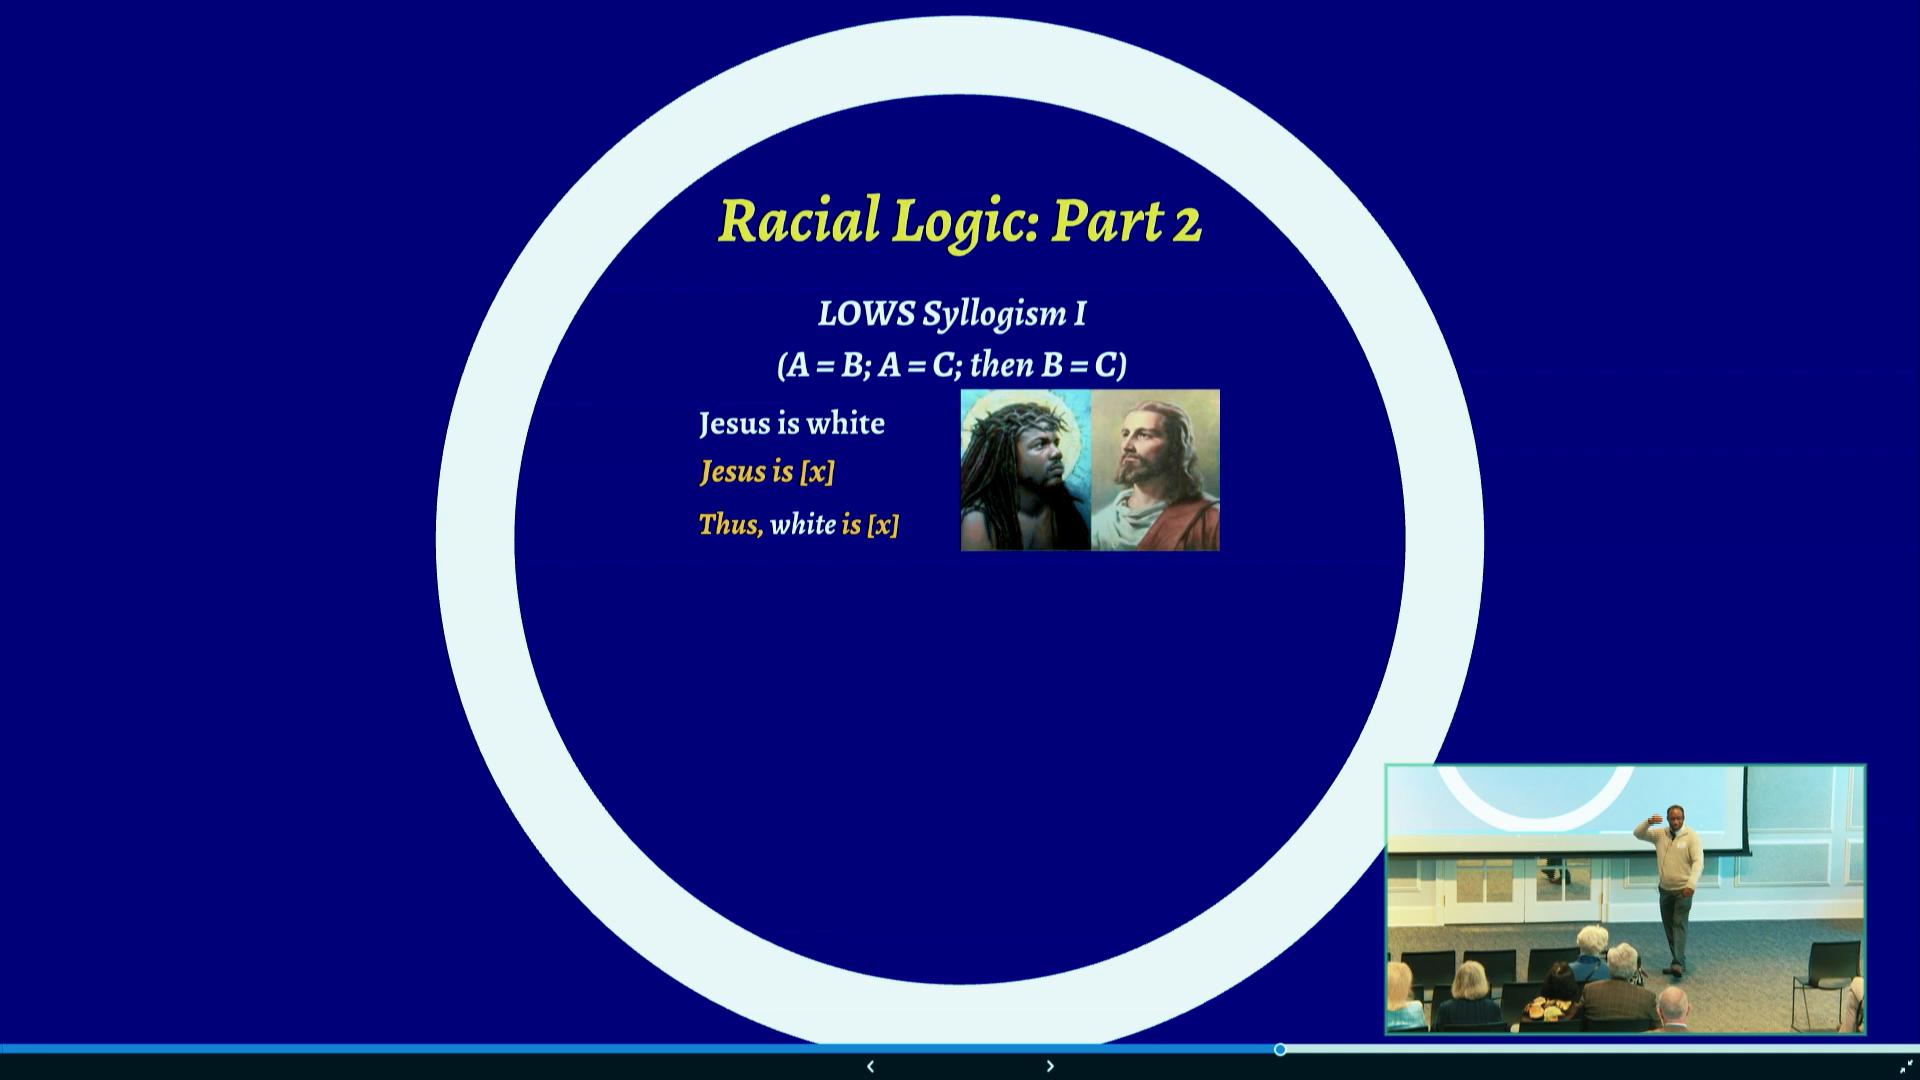 Racial Logic: Part 2
LOWS Syllogism I
(A = B; A = C; then B = C)
Jesus is white
Jesus is [x]
Thus, white is [x]